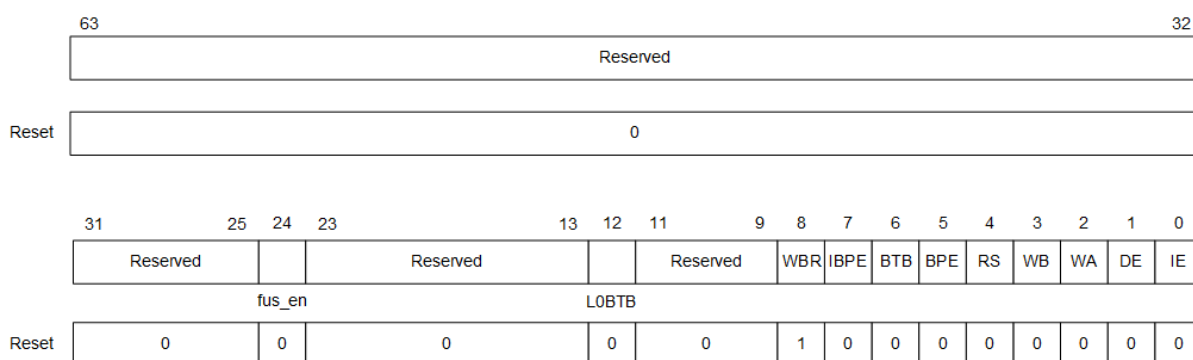 63 32
Reserved
Reset 0
31 25 24 23 13 12 11 9 8 7 6 5 4 3 2 1 0
Reserved Reserved Reserved WBR IBPE BTB BPE RS WB WA DE IE
fus_en L0BTB
Reset 0 0 0 0 0 1 0 0 0 0 0 0 0 0